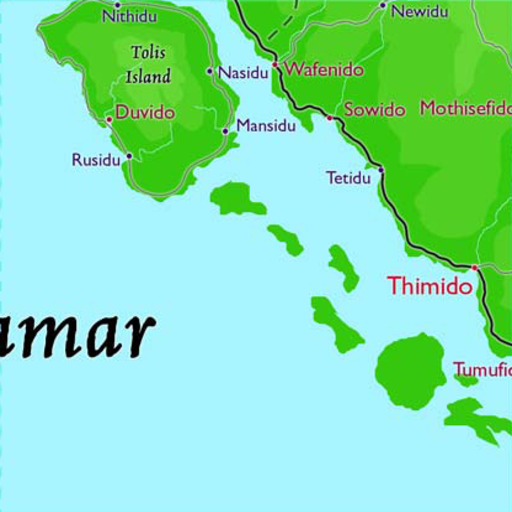 Nithidu
Newidu
Tolis
Island
Nasidu
Wafenido
Duvido
Mansidu
Sowido
Mothisefido
Rusidu
Tetidu
Thimido
amar
Tumufid